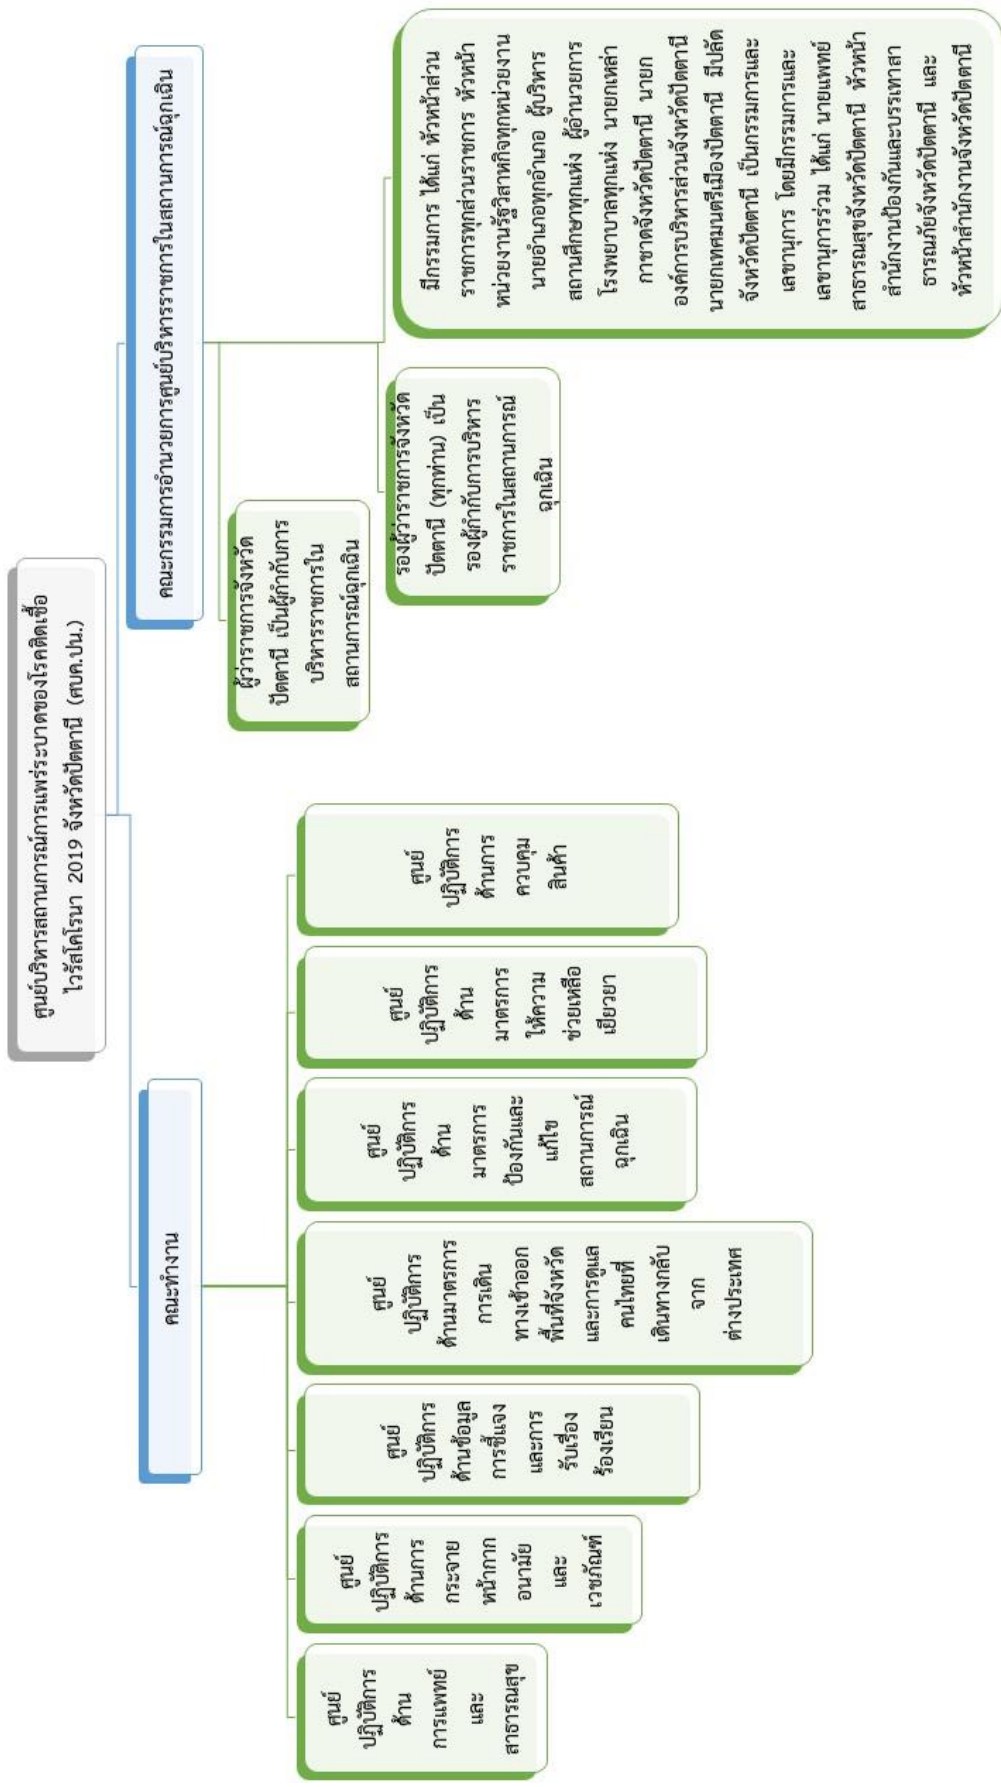 ศูนย์บริหารสถานการณ์การแพร่ระบาดของโรคติดเชื้อ
ไวรัสโคโรนา 2019 จังหวัดปัตตานี (ศบค.ปน.)
คณะทำงาน
ศูนย์
ปฏิบัติการ
ด้าน
การแพทย์
และ
สาธารณสุข
ศูนย์
ปฏิบัติการ
ด้านการ
กระจาย
หน้ากาก
อนามัย
และ
เวชภัณฑ์
ศูนย์
ปฏิบัติการ
ด้านข้อมูล
การชี้แจง
และการ
รับเรื่อง
ร้องเรียน
ศูนย์
ปฏิบัติการ
ด้านมาตรการ
การเดิน
ทางเข้าออก
พื้นที่จังหวัด
และการดูแล
คนไทยที่
เดินทางกลับ
จาก
ต่างประเทศ
ศูนย์
ปฏิบัติการ
ด้าน
มาตรการ
ป้องกันและ
แก้ไข
สถานการณ์
ฉุกเฉิน
ศูนย์
ปฏิบัติการ
ด้าน
มาตรการ
ให้ความ
ช่วยเหลือ
เยียวยา
ศูนย์
ปฏิบัติการ
ด้านการ
ควบคุม
สินค้า
คณะกรรมการอำนวยการศูนย์บริหารราชการในสถานการณ์ฉุกเฉิน
ผู้ว่าราชการจังหวัด
ปัตตานี เป็นผู้กำกับการ
บริหารราชการใน
สถานการณ์ฉุกเฉิน
รองผู้ว่าราชการจังหวัด
ปัตตานี (ทุกท่าน) เป็น
รองผู้กำกับการบริหาร
ราชการในสถานการณ์
ฉุกเฉิน
มีกรรมการ ได้แก่ หัวหน้าส่วน
ราชการทุกส่วนราชการ หัวหน้า
หน่วยงานรัฐวิสาหกิจทุกหน่วยงาน
นายอำเภอทุกอำเภอ ผู้บริหาร
สถานศึกษาทุกแห่ง ผู้อำนวยการ
โรงพยาบาลทุกแห่ง นายกเหล่า
กาชาดจังหวัดปัตตานี นายก
องค์การบริหารส่วนจังหวัดปัตตานี
นายกเทศมนตรีเมืองปัตตานี มีปลัด
จังหวัดปัตตานี เป็นกรรมการและ
เลขานุการ โดยมีกรรมการและ
เลขานุการร่วม ได้แก่ นายแพทย์
สาธารณสุขจังหวัดปัตตานี หัวหน้า
สำนักงานป้องกันและบรรเทาสา
ธารณภัยจังหวัดปัตตานี และ
หัวหน้าสำนักงานจังหวัดปัตตานี